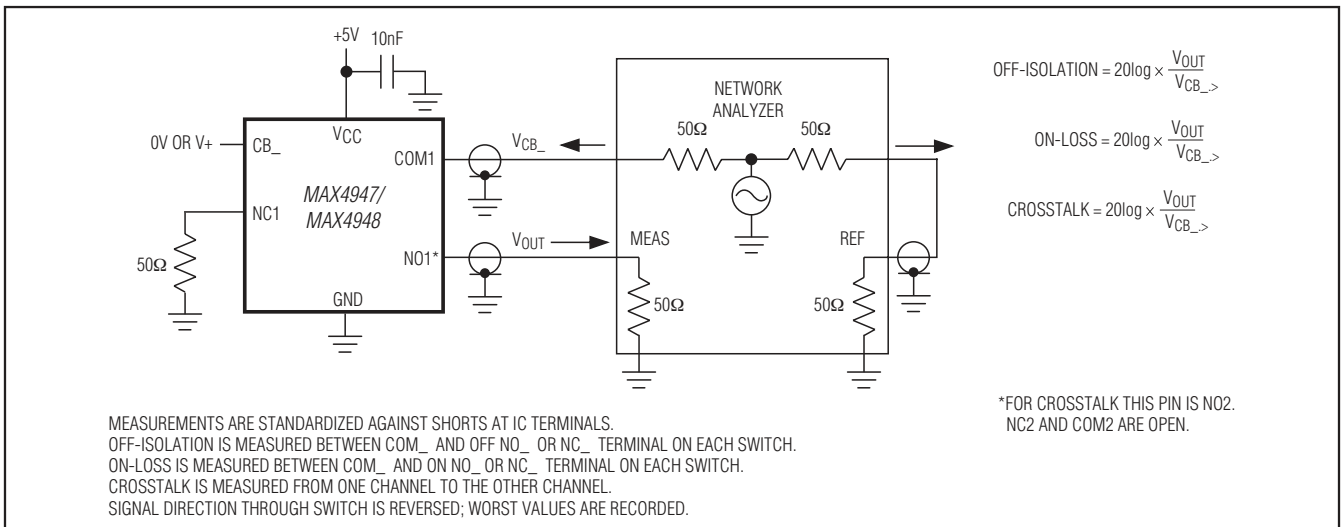 +5V
10nF
0V OR V+
CB_
VCC
COM1
MAX4947/
MAX4948
NC1
NO1*
GND
50Ω
VCB_
VOUT
NETWORK
ANALYZER
50Ω
50Ω
MEAS
REF
50Ω
50Ω
OFF-ISOLATION = 20log × VOUT / VCB_.>
ON-LOSS = 20log × VOUT / VCB_.>
CROSSTALK = 20log × VOUT / VCB_.>
MEASUREMENTS ARE STANDARDIZED AGAINST SHORTS AT IC TERMINALS.
OFF-ISOLATION IS MEASURED BETWEEN COM_ AND OFF NO_ OR NC_ TERMINAL ON EACH SWITCH.
ON-LOSS IS MEASURED BETWEEN COM_ AND ON NO_ OR NC_ TERMINAL ON EACH SWITCH.
CROSSTALK IS MEASURED FROM ONE CHANNEL TO THE OTHER CHANNEL.
SIGNAL DIRECTION THROUGH SWITCH IS REVERSED; WORST VALUES ARE RECORDED.
*FOR CROSSTALK THIS PIN IS NO2.
NC2 AND COM2 ARE OPEN.